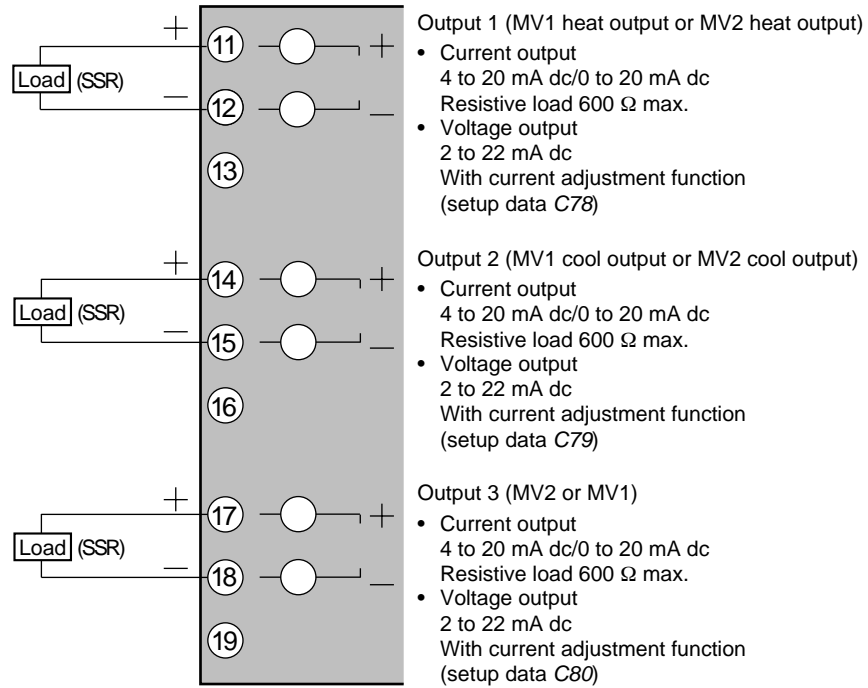 Output 1 (MV1 heat output or MV2 heat output)
+ 11 +
• Current output
4 to 20 mA dc/0 to 20 mA dc
Load (SSR)
Resistive load 600 Ω max.
— 12 —
• Voltage output
2 to 22 mA dc
13
With current adjustment function
(setup data C78)
Output 2 (MV1 cool output or MV2 cool output)
+ 14 +
• Current output
4 to 20 mA dc/0 to 20 mA dc
Load (SSR)
Resistive load 600 Ω max.
— 15 —
• Voltage output
2 to 22 mA dc
16
With current adjustment function
(setup data C79)
Output 3 (MV2 or MV1)
+ 17 +
• Current output
4 to 20 mA dc/0 to 20 mA dc
Load (SSR)
Resistive load 600 Ω max.
— 18 —
• Voltage output
2 to 22 mA dc
19
With current adjustment function
(setup data C80)